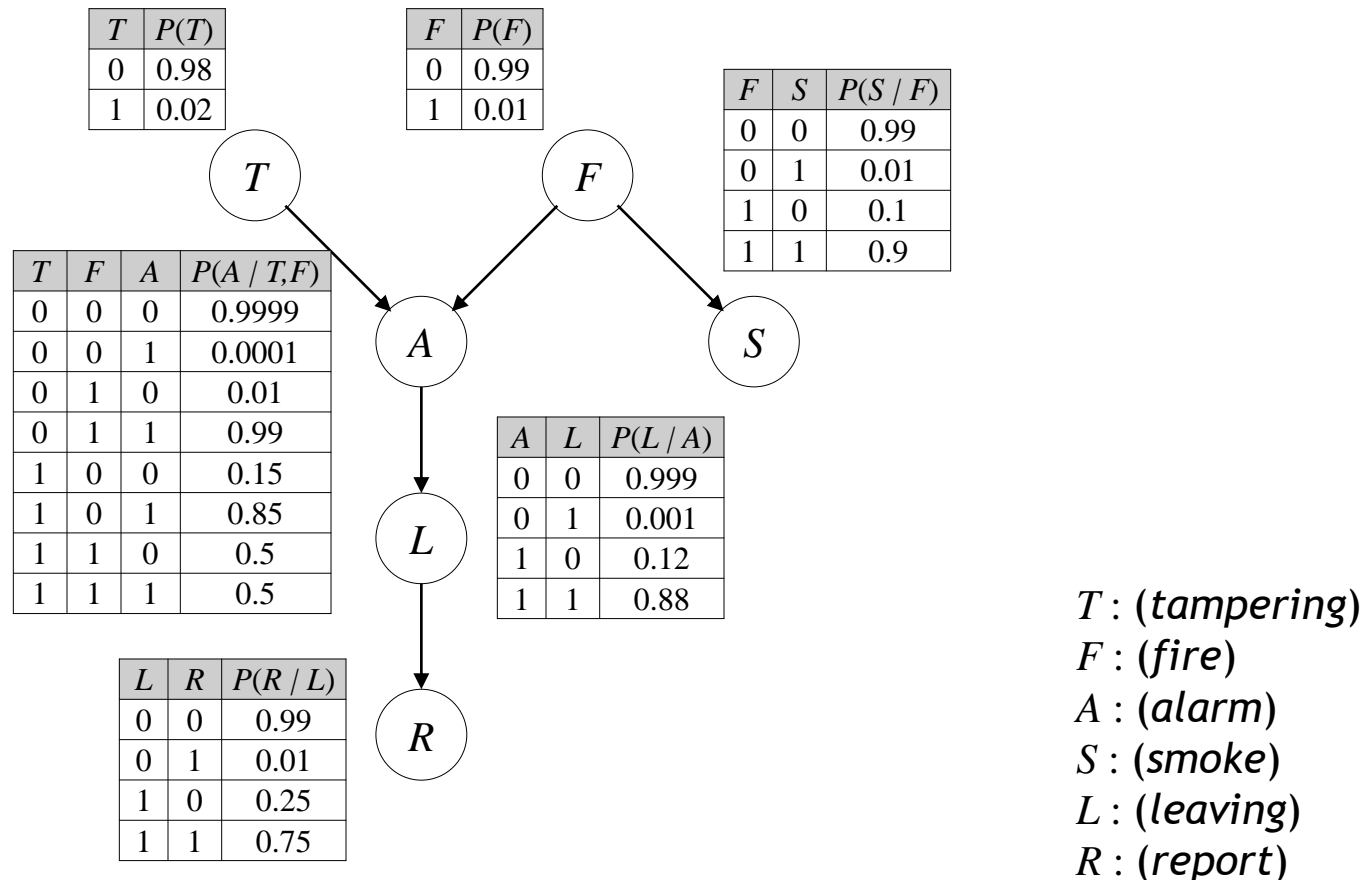 T P(T)
0 0.98
1 0.02
F P(F)
0 0.99
1 0.01
F S P(S / F)
0 0 0.99
0 1 0.01
1 0 0.1
1 1 0.9
T
F
T F A P(A / T,F)
0 0 0 0.9999
0 0 1 0.0001
0 1 0 0.01
0 1 1 0.99
1 0 0 0.15
1 0 1 0.85
1 1 0 0.5
1 1 1 0.5
A
S
A L P(L / A)
0 0 0.999
0 1 0.001
1 0 0.12
1 1 0.88
L
L R P(R / L)
0 0 0.99
0 1 0.01
1 0 0.25
1 1 0.75
R
T : (tampering)
F : (fire)
A : (alarm)
S : (smoke)
L : (leaving)
R : (report)